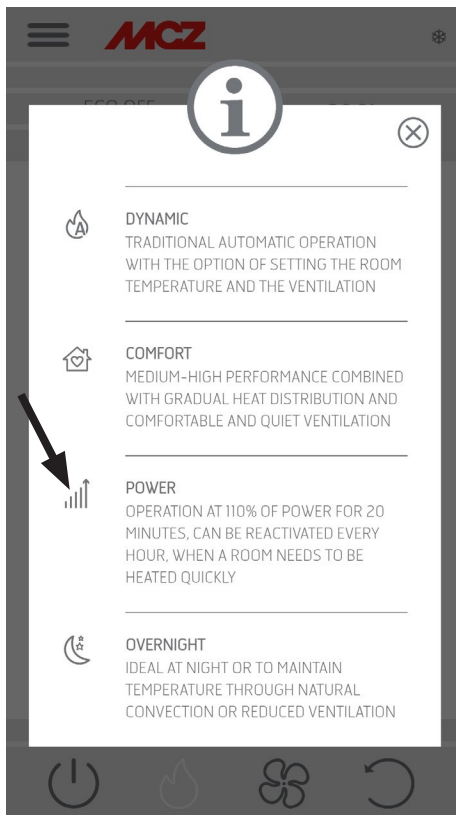 MCZ
ECO OFF
DYNAMIC
TRADITIONAL AUTOMATIC OPERATION
WITH THE OPTION OF SETTING THE ROOM
TEMPERATURE AND THE VENTILATION
COMFORT
MEDIUM-HIGH PERFORMANCE COMBINED
WITH GRADUAL HEAT DISTRIBUTION AND
COMFORTABLE AND QUIET VENTILATION
POWER
OPERATION AT 110% OF POWER FOR 20
MINUTES, CAN BE REACTIVATED EVERY
HOUR, WHEN A ROOM NEEDS TO BE
HEATED QUICKLY
OVERNIGHT
IDEAL AT NIGHT OR TO MAINTAIN
TEMPERATURE THROUGH NATURAL
CONVECTION OR REDUCED VENTILATION